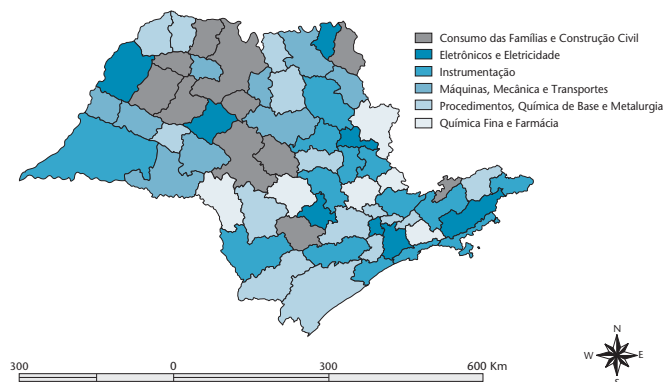 Consumo das Famílias e Construção Civil
Eletrônicos e Eletricidade
Instrumentação
Máquinas, Mecânica e Transportes
Procedimentos, Química de Base e Metalurgia
Química Fina e Farmácia
N
W E
S
300 0 300 600 Km